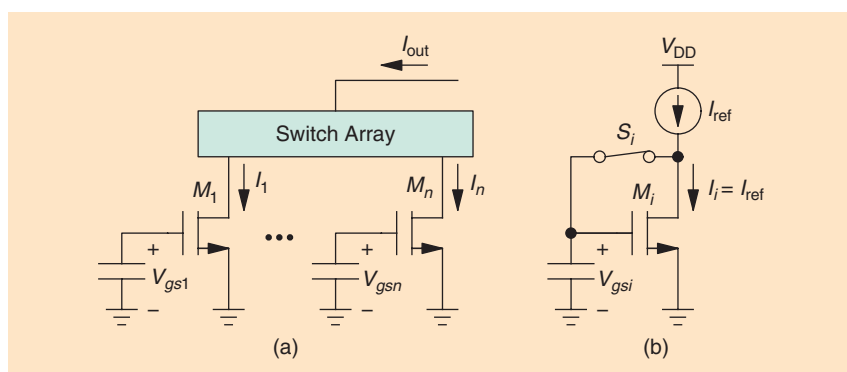 I_out
Switch Array
M_1
I_1
M_n
I_n
+
V_gs1
−
•••
+
V_gsn
−
(a)
V_DD
I_ref
S_i
M_i
I_i = I_ref
+
V_gsi
−
(b)